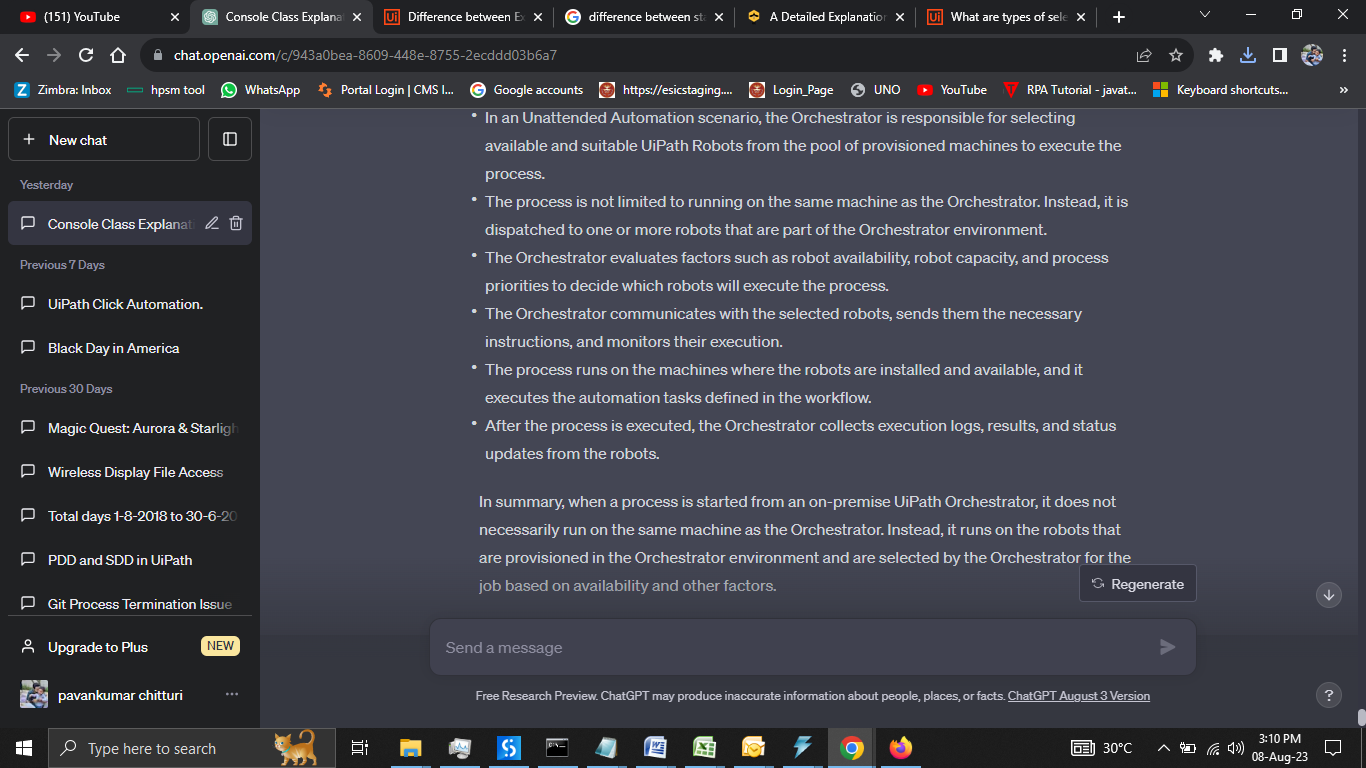 (151) YouTube
Console Class Explanat
Difference between Ex
difference between sta
A Detailed Explanation
What are types of sele
chat.openai.com/c/943a0bea-8609-448e-8755-2ecddd03b6a7
Zimbra: Inbox
hpsm tool
WhatsApp
Portal Login | CMS I...
Google accounts
https://esicstaging....
Login_Page
UNO
YouTube
RPA Tutorial - javat...
Keyboard shortcuts...
New chat
Yesterday
Console Class Explanati
Previous 7 Days
UiPath Click Automation.
Black Day in America
Previous 30 Days
Magic Quest: Aurora & Starligh
Wireless Display File Access
Total days 1-8-2018 to 30-6-20
PDD and SDD in UiPath
Git Process Termination Issue
Upgrade to Plus
NEW
pavankumar chitturi
• In an Unattended Automation scenario, the Orchestrator is responsible for selecting
available and suitable UiPath Robots from the pool of provisioned machines to execute the
process.
• The process is not limited to running on the same machine as the Orchestrator. Instead, it is
dispatched to one or more robots that are part of the Orchestrator environment.
• The Orchestrator evaluates factors such as robot availability, robot capacity, and process
priorities to decide which robots will execute the process.
• The Orchestrator communicates with the selected robots, sends them the necessary
instructions, and monitors their execution.
• The process runs on the machines where the robots are installed and available, and it
executes the automation tasks defined in the workflow.
• After the process is executed, the Orchestrator collects execution logs, results, and status
updates from the robots.
In summary, when a process is started from an on-premise UiPath Orchestrator, it does not
necessarily run on the same machine as the Orchestrator. Instead, it runs on the robots that
are provisioned in the Orchestrator environment and are selected by the Orchestrator for the
job based on availability and other factors.
Regenerate
Send a message
Free Research Preview. ChatGPT may produce inaccurate information about people, places, or facts. ChatGPT August 3 Version
?
Type here to search
30°C
3:10 PM
08-Aug-23